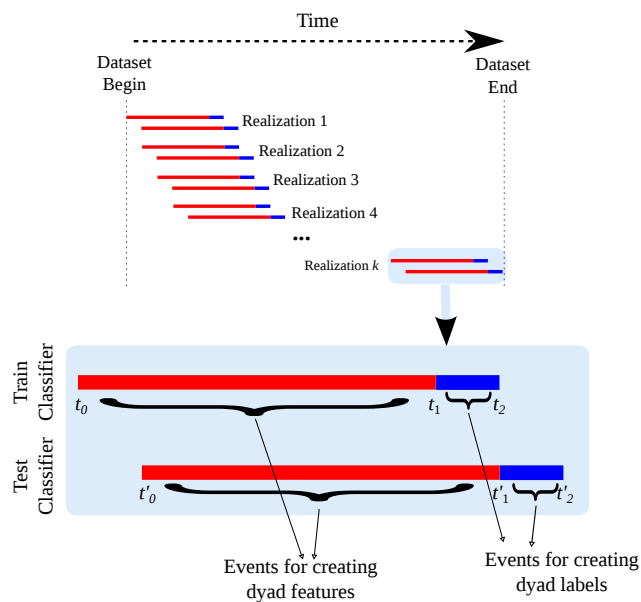 Time
Dataset
Begin
Dataset
End
Realization 1
Realization 2
Realization 3
Realization 4
...
Realization k
Train
Classifier
t0
t1
t2
Test
Classifier
t'0
t'1
t'2
Events for creating
dyad features
Events for creating
dyad labels